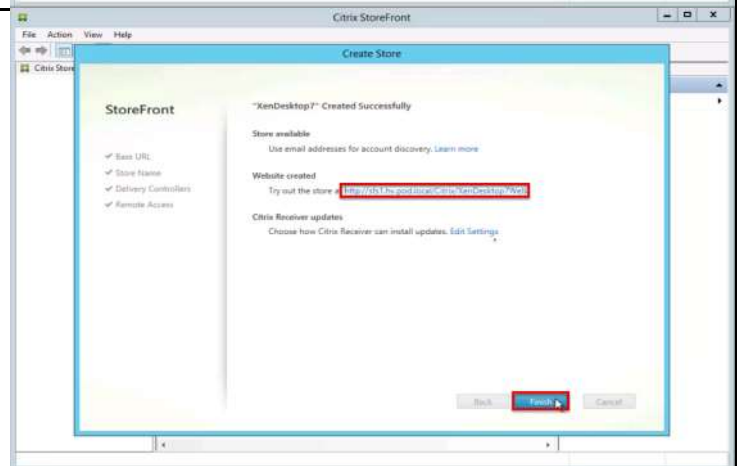 Citrix StoreFront
File Action View Help
Create Store
Citrix Store
StoreFront
"XenDesktop7" Created Successfully
Store available
Use email addresses for account discovery. Learn more
Base URL
Store Name
Delivery Controllers
Remote Access
Website created
Try out the store a http://sfs1.hv.pod.local/Citrix/XenDesktop7Web
Citrix Receiver updates
Choose how Citrix Receiver can install updates. Edit Settings
Back Finish Cancel